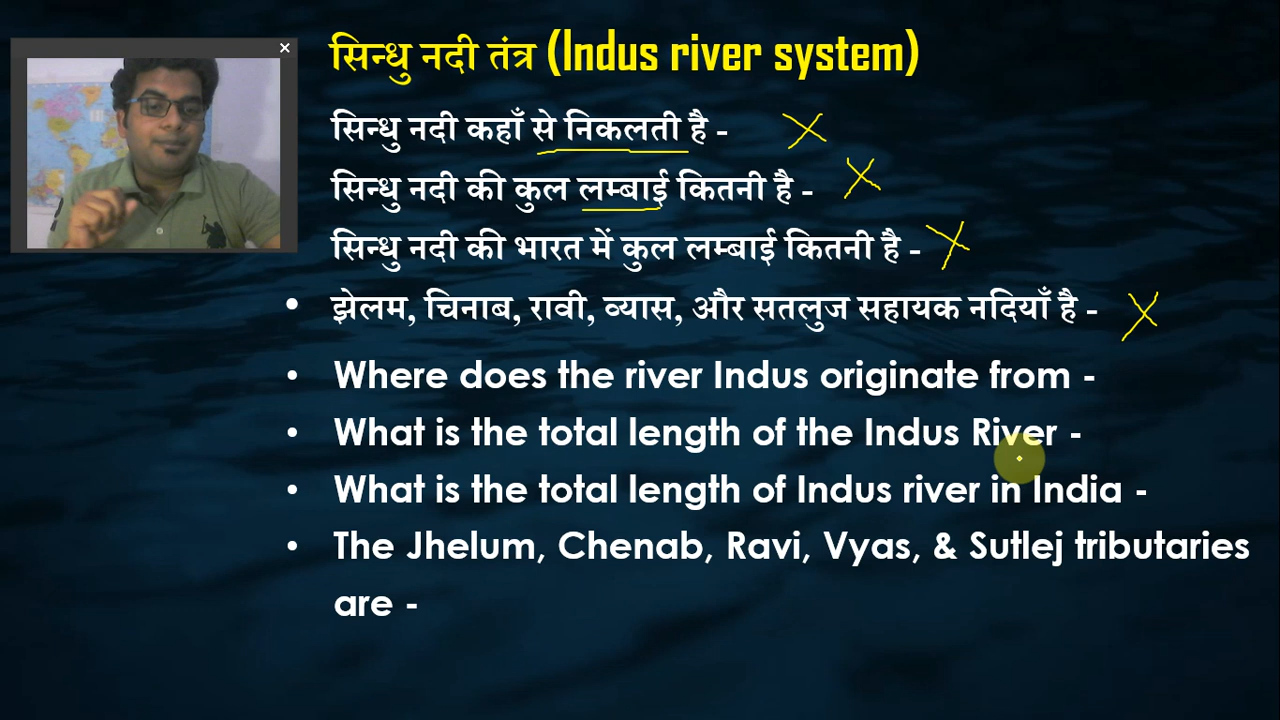 सिन्धु नदी तंत्र (Indus river system)
सिन्धु नदी कहाँ से निकलती है -
सिन्धु नदी की कुल लम्बाई कितनी है -
सिन्धु नदी की भारत में कुल लम्बाई कितनी है -
• झेलम, चिनाब, रावी, व्यास, और सतलुज सहायक नदियाँ है -
• Where does the river Indus originate from -
• What is the total length of the Indus River -
• What is the total length of Indus river in India -
• The Jhelum, Chenab, Ravi, Vyas, & Sutlej tributaries
are -